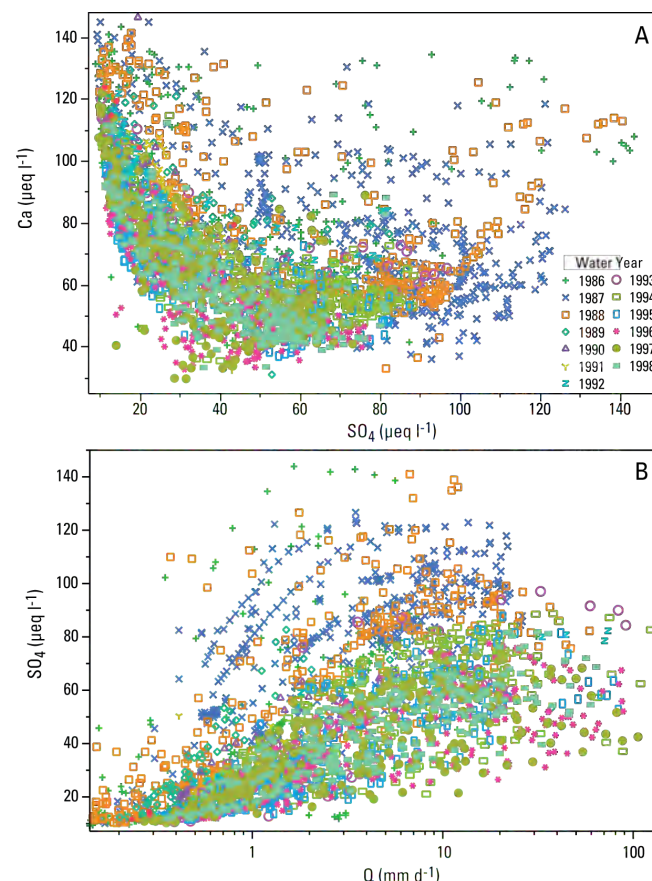 A
140
120
100
80
60
40
Ca (µeq l-1)
20 40 60 80 100 120 140
SO4 (µeq l-1)
Water Year
1986 1993
1987 1994
1988 1995
1989 1996
1990 1997
1991 1998
1992
B
140
120
100
80
60
40
20
SO4 (µeq l-1)
1 10 100
Q (mm d-1)